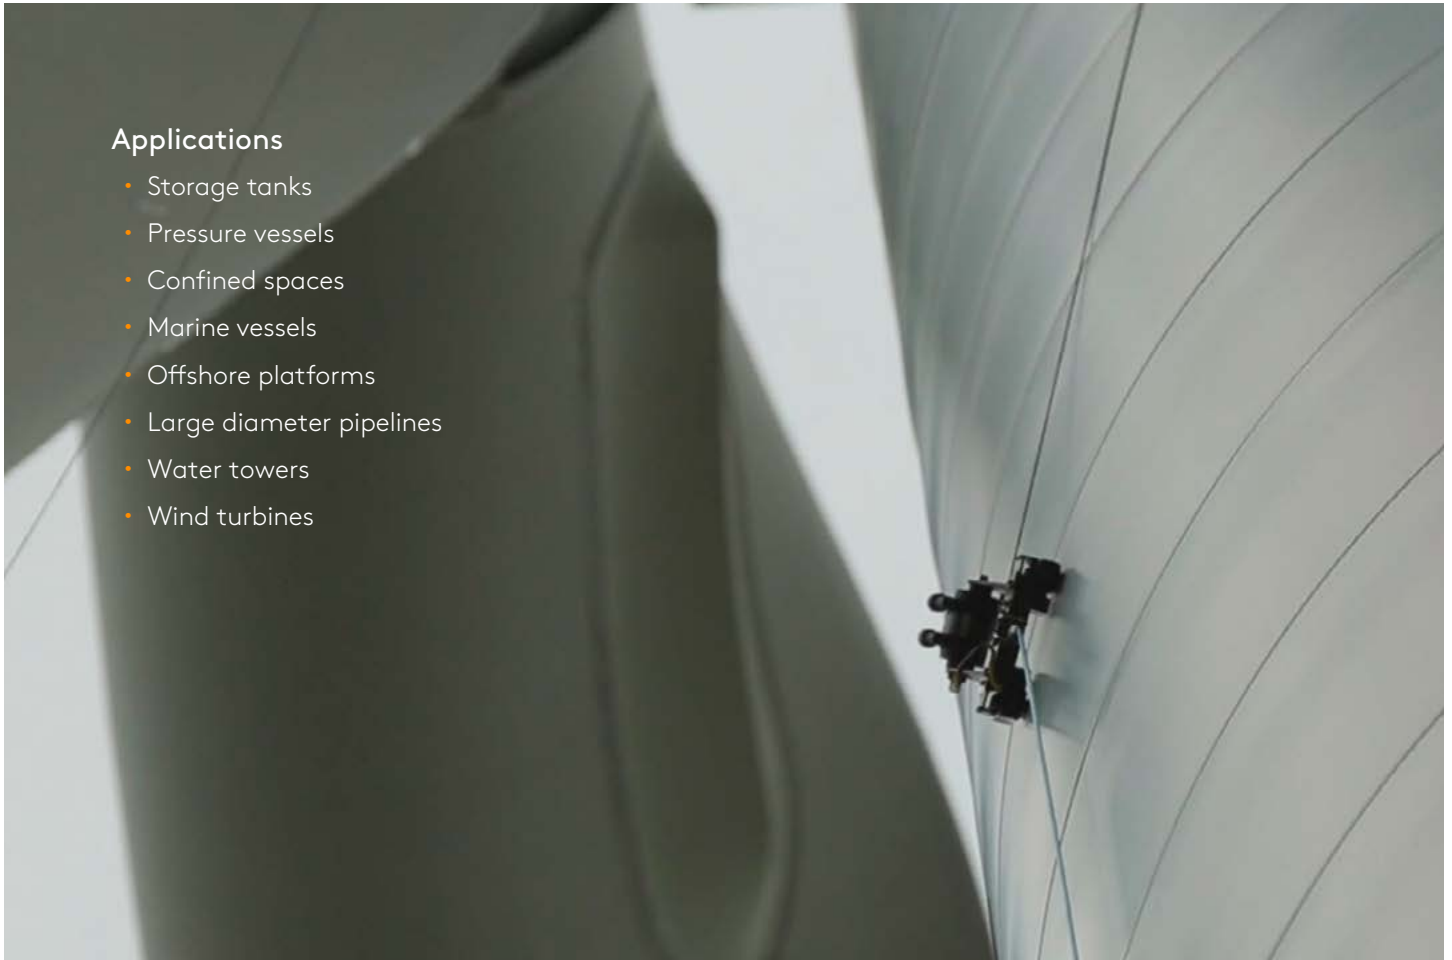 Applications
• Storage tanks
• Pressure vessels
• Confined spaces
• Marine vessels
• Offshore platforms
• Large diameter pipelines
• Water towers
• Wind turbines